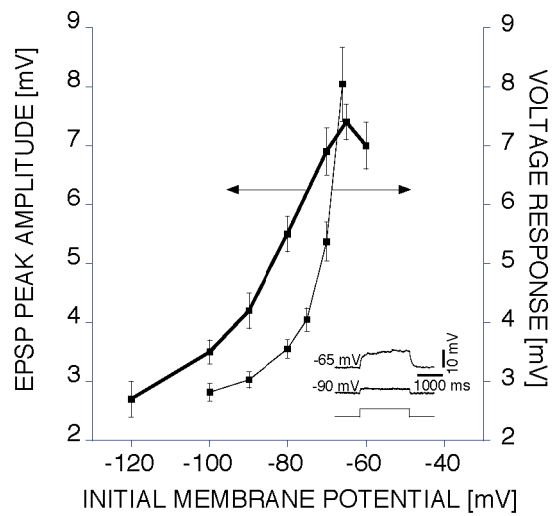 EPSP PEAK AMPLITUDE [mV]
9
8
7
6
5
4
3
2
9
8
7
6
5
4
3
2
VOLTAGE RESPONSE [mV]
-65 mV
10 mV
-90 mV
1000 ms
-120 -100 -80 -60 -40
INITIAL MEMBRANE POTENTIAL [mV]